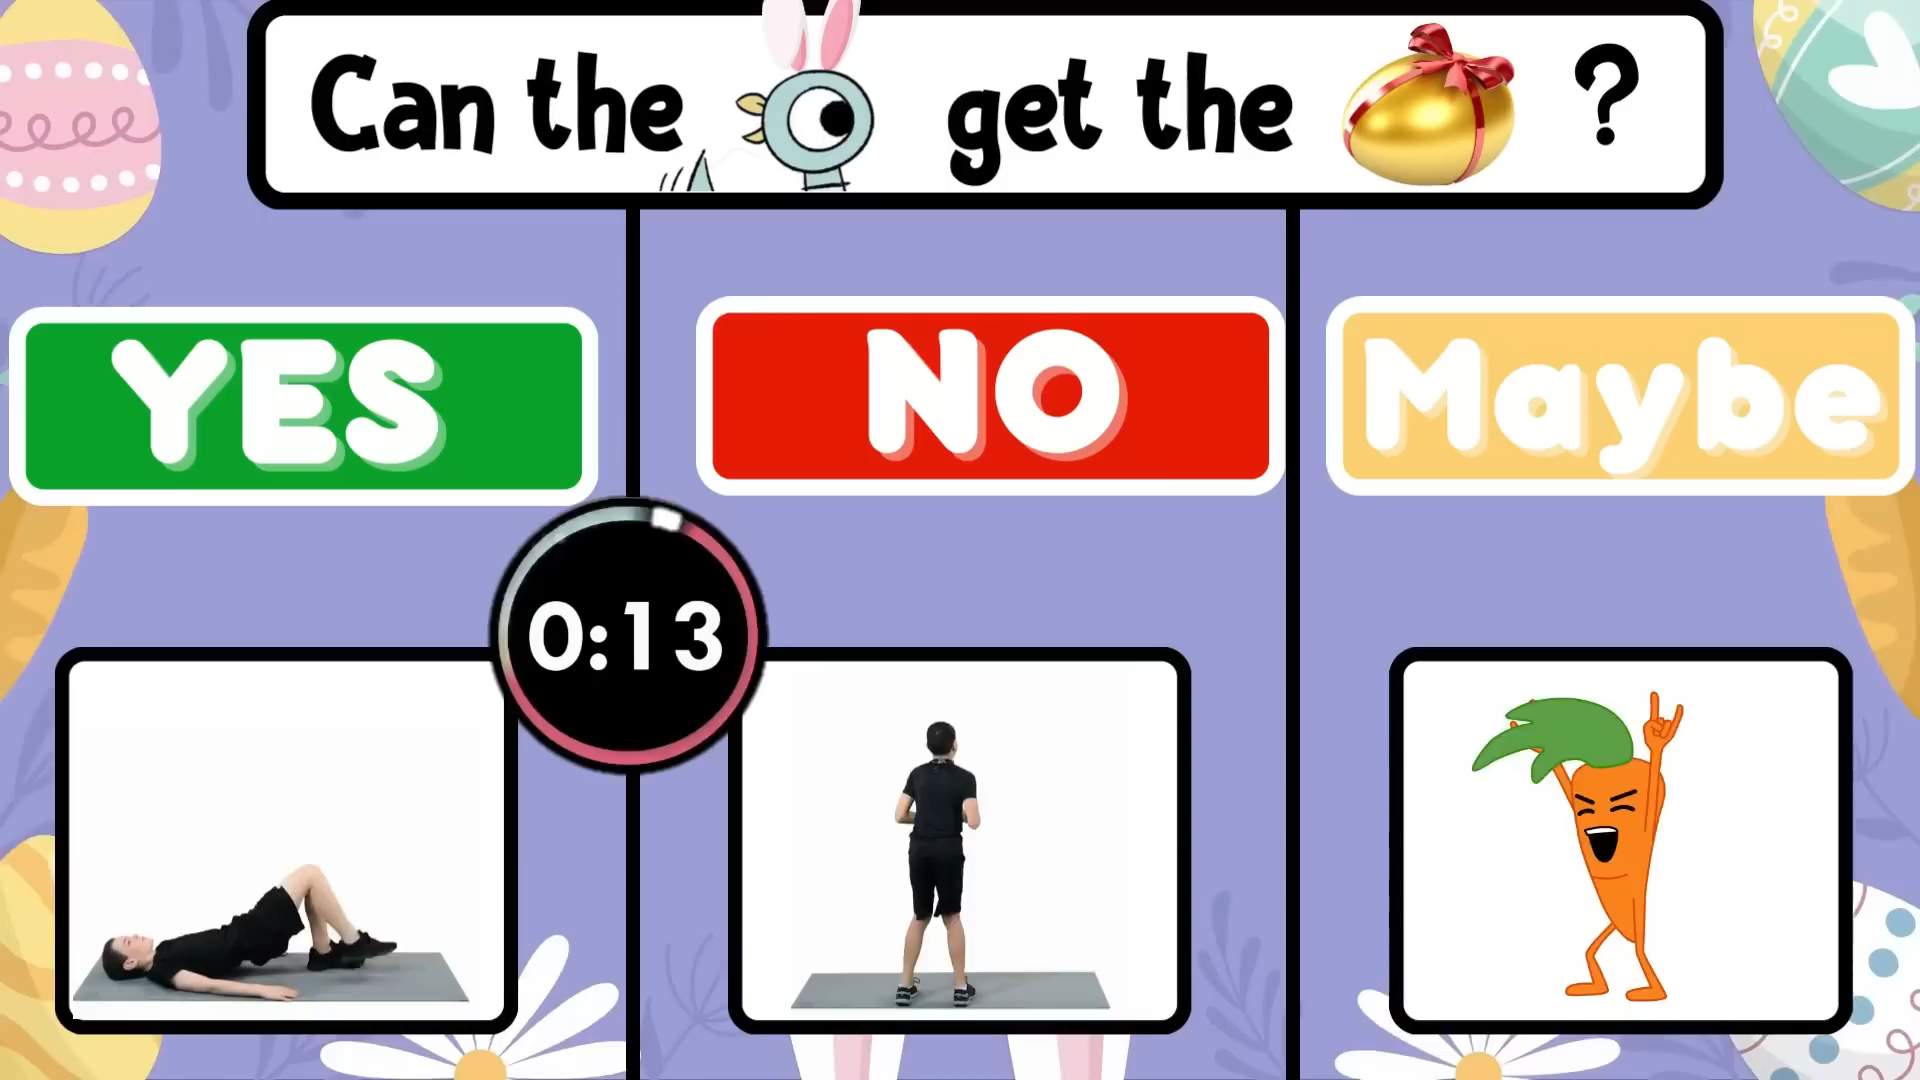 Can the get the ?
YES
NO
Maybe
0:13